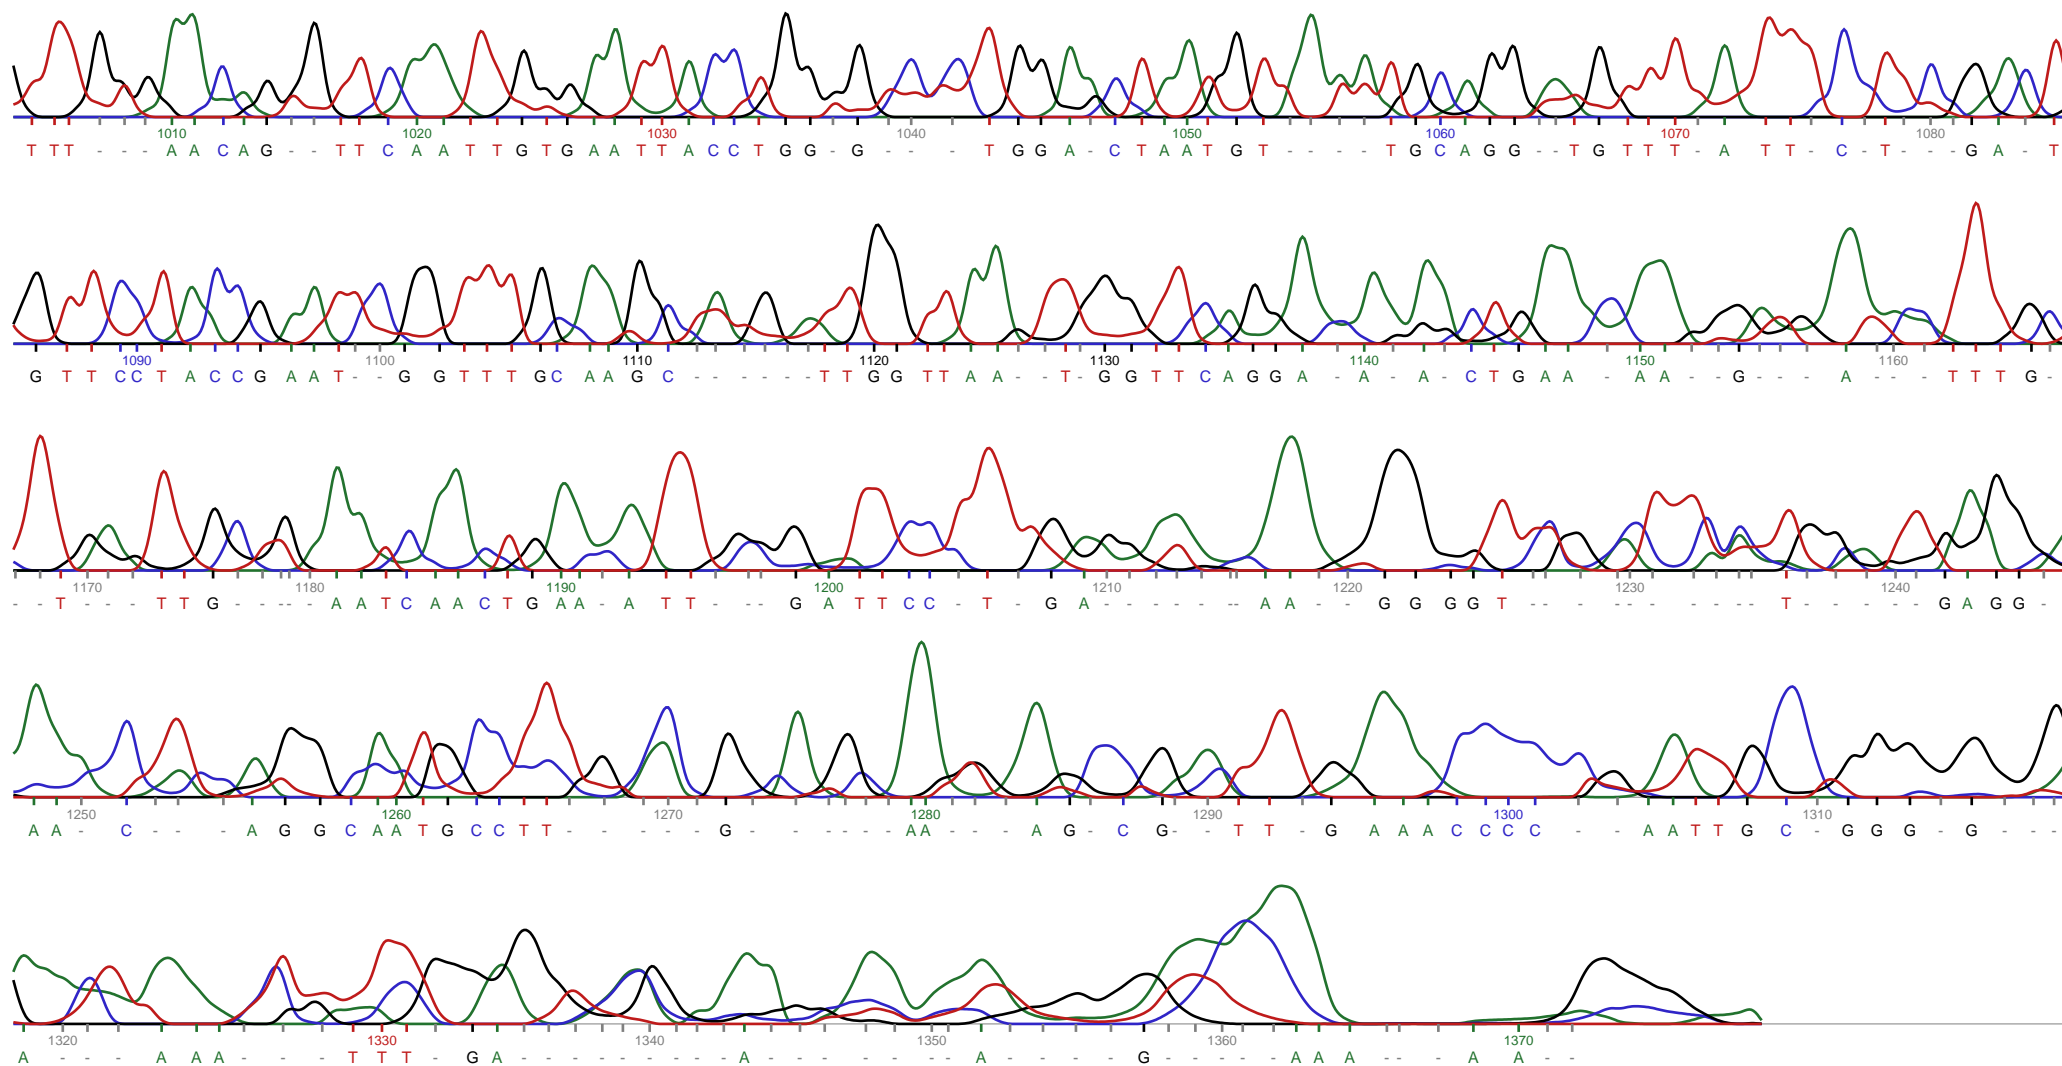 1010 1020 1030 1040 1050 1060 1070 1080
T T T - - - A A C A G - - T T C A A T T G T G A A T T A C C T G G - G - - - T G G A - C T A A T G T - - - - T G C A G G - - T G T T T - A T T - C - T - - - G A - T
1090 1100 1110 1120 1130 1140 1150 1160
G T T C C T A C C G A A T - - G G T T T G C A A G C - - - - - - T T G G T T A A - - T - G G T T C A G G A - A - A - C T G A A - A A - - G - - - A - - - T T T G -
1170 1180 1190 1200 1210 1220 1230 1240
- - T - - - T T G - - - - A A T C A A C T G A A - A T T - - - G A T T C C - T - G A - - - - - - - A A - - G G G G T - - - - - - - - - T - - - - - G A G G -
1250 1260 1270 1280 1290 1300 1310
A A - C - - - A G G C A A T G C C T T - - - - - G - - - - - - A A - - - A G - C - G - - T T - G A A A C C C C - - A A T T G C - G G G - G - - -
1320 1330 1340 1350 1360 1370
A - - - A A A - - - T T T - G A - - - - - - - - - A - - - - - - - - A - - - - - G - - - - - A A A - - - A A - -